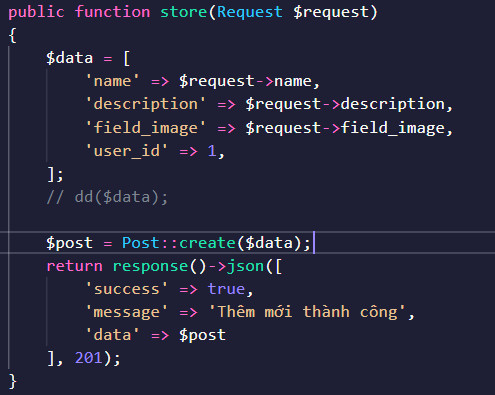 public function store(Request $request)
{
    $data = [
        'name' => $request->name,
        'description' => $request->description,
        'field_image' => $request->field_image,
        'user_id' => 1,
    ];
    // dd($data);

    $post = Post::create($data);
    return response()->json([
        'success' => true,
        'message' => 'Thêm mới thành công',
        'data' => $post
    ], 201);
}